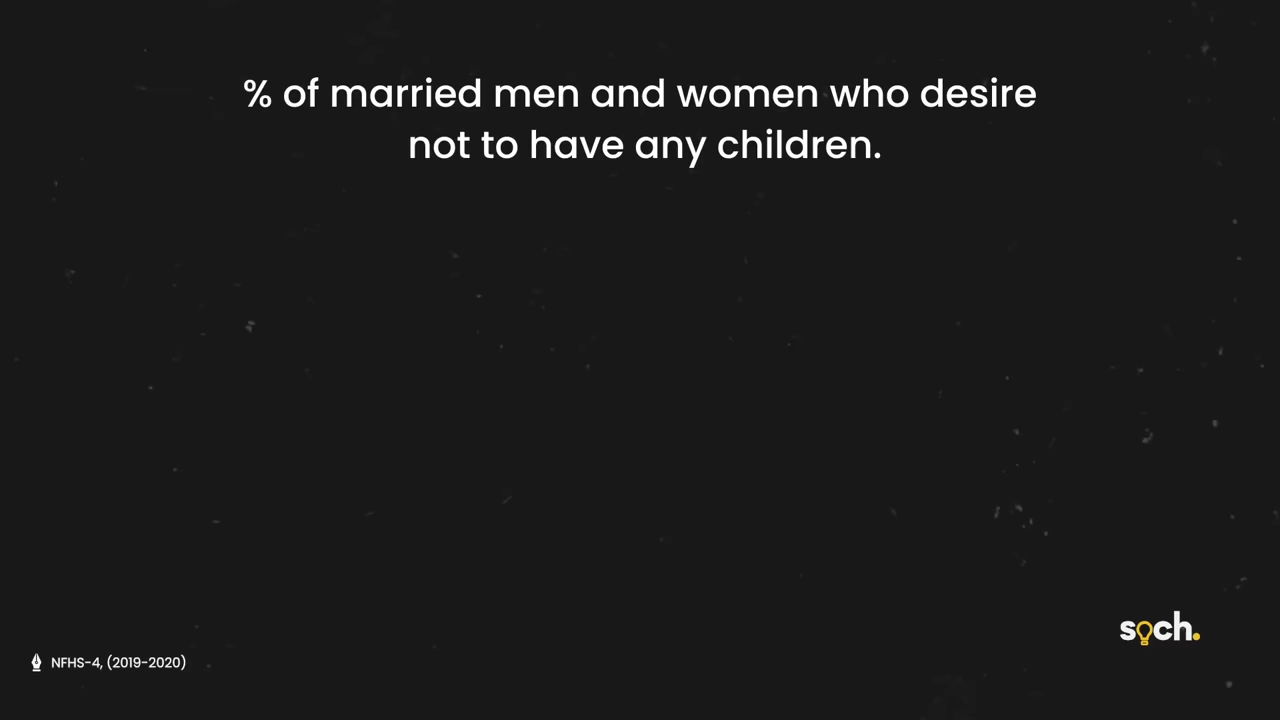 % of married men and women who desire
not to have any children.
soch.
NFHS-4, (2019-2020)